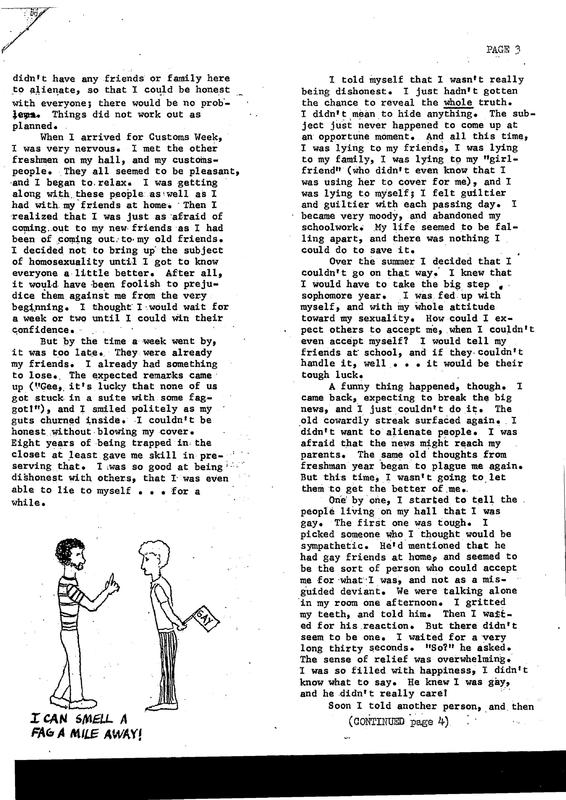 PAGE 3
didn't have any friends or family here
to alienate, so that I could be honest
with everyone; there would be no prob-
lems. Things did not work out as
planned.
When I arrived for Customs Week,
I was very nervous. I met the other
freshmen on my hall, and my customs-
people. They all seemed to be pleasant,
and I began to relax. I was getting
along with these people as well as I
had with my friends at home. Then I
realized that I was just as afraid of
coming out to my new friends as I had
been of coming out to my old friends.
I decided not to bring up the subject
of homosexuality until I got to know
everyone a little better. After all,
it would have been foolish to preju-
dice them against me from the very
beginning. I thought I would wait for
a week or two until I could win their
confidence.
But by the time a week went by,
it was too late. They were already
my friends. I already had something
to lose. The expected remarks came
up ("Gee, it's lucky that none of us
got stuck in a suite with some fag-
got!"), and I smiled politely as my
guts churned inside. I couldn't be
honest without blowing my cover.
Eight years of being trapped in the
closet at least gave me skill in pre-
serving that. I was so good at being
dishonest with others, that I was even
able to lie to myself . . . for a
while.
GAY
I CAN SMELL A
FAG A MILE AWAY!
I told myself that I wasn't really
being dishonest. I just hadn't gotten
the chance to reveal the whole truth.
I didn't mean to hide anything. The sub-
ject just never happened to come up at
an opportune moment. And all this time,
I was lying to my friends, I was lying
to my family, I was lying to my "girl-
friend" (who didn't even know that I
was using her to cover for me), and I
was lying to myself; I felt guiltier
and guiltier with each passing day. I
became very moody, and abandoned my
schoolwork. My life seemed to be fal-
ling apart, and there was nothing I
could do to save it.
Over the summer I decided that I
couldn't go on that way. I knew that
I would have to take the big step
sophomore year. I was fed up with
myself, and with my whole attitude
toward my sexuality. How could I ex-
pect others to accept me, when I couldn't
even accept myself? I would tell my
friends at school, and if they couldn't
handle it, well . . . it would be their
tough luck.
A funny thing happened, though. I
came back, expecting to break the big
news, and I just couldn't do it. The
old cowardly streak surfaced again. I
didn't want to alienate people. I was
afraid that the news might reach my
parents. The same old thoughts from
freshman year began to plague me again.
But this time, I wasn't going to let
them to get the better of me.
One by one, I started to tell the
people living on my hall that I was
gay. The first one was tough. I
picked someone who I thought would be
sympathetic. He'd mentioned that he
had gay friends at home, and seemed to
be the sort of person who could accept
me for what I was, and not as a mis-
guided deviant. We were talking alone
in my room one afternoon. I gritted
my teeth, and told him. Then I wait-
ed for his reaction. But there didn't
seem to be one. I waited for a very
long thirty seconds. "So?" he asked.
The sense of relief was overwhelming.
I was so filled with happiness, I didn't
know what to say. He knew I was gay,
and he didn't really care!
Soon I told another person, and then
(CONTINUED page 4)